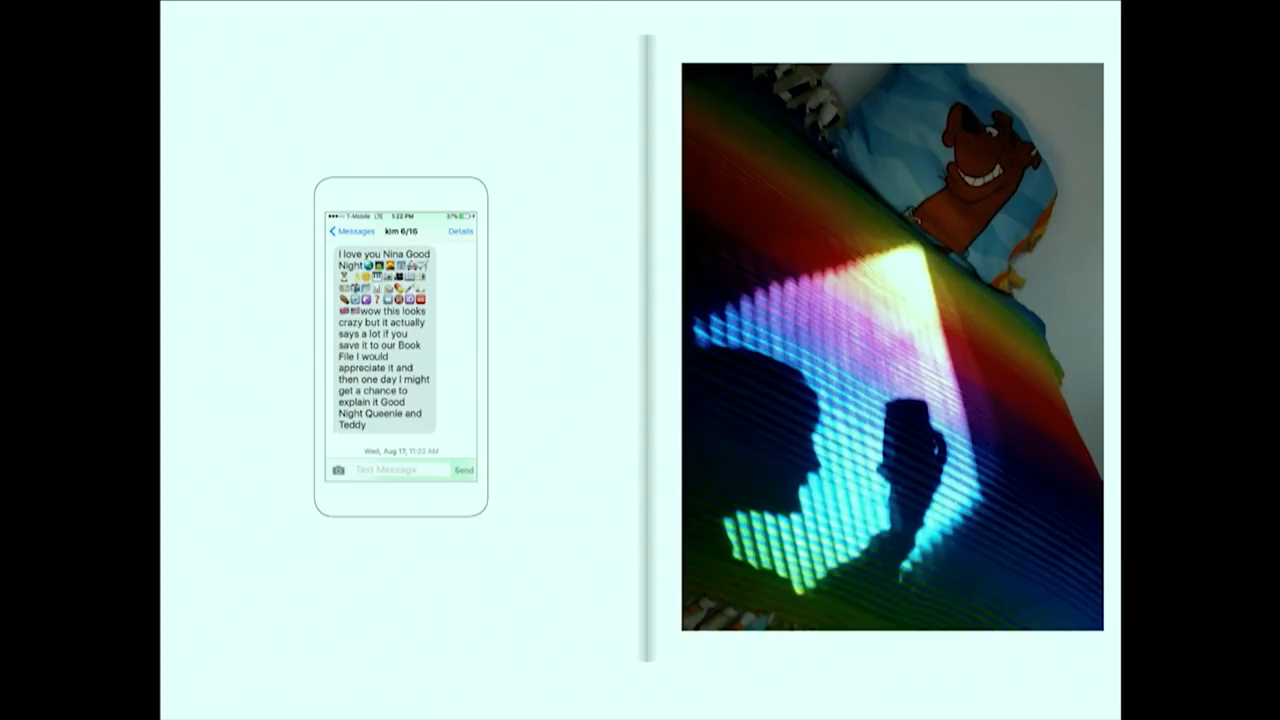 T-Mobile LTE 1:22 PM 37%
Messages kim 6/16 Details
I love you Nina Good
Night
wow this looks
crazy but it actually
says a lot if you
save it to our Book
File I would
appreciate it and
then one day I might
get a chance to
explain it Good
Night Queenie and
Teddy
Wed, Aug 17, 11:22 AM
Text Message Send